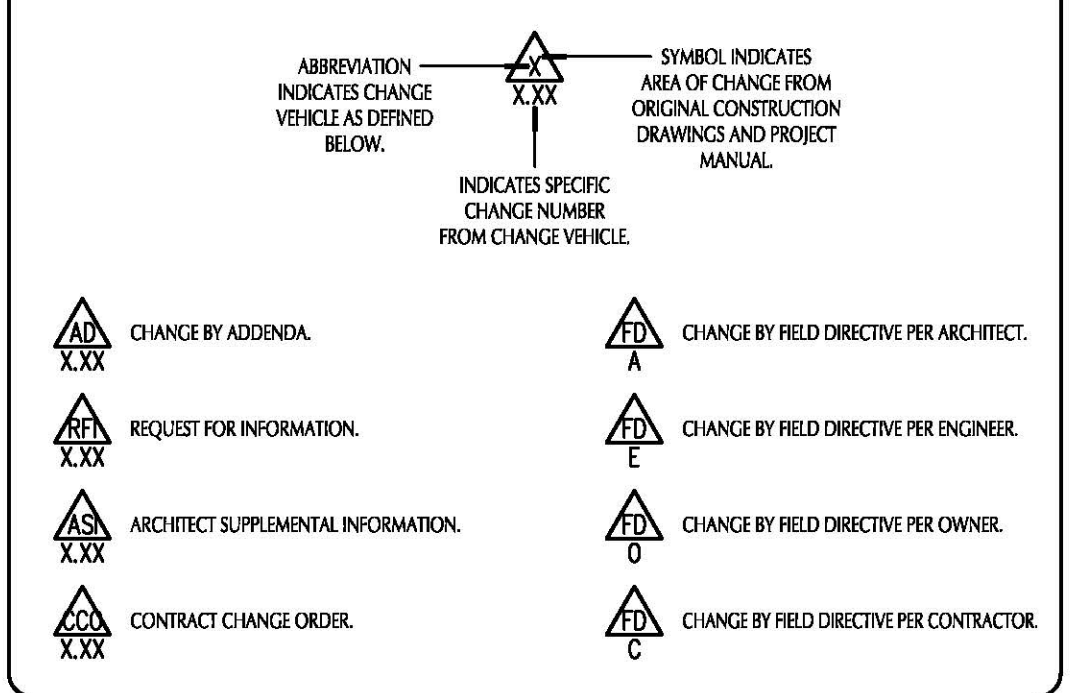 ABBREVIATION
INDICATES CHANGE
VEHICLE AS DEFINED
BELOW.
X
X.XX
SYMBOL INDICATES
AREA OF CHANGE FROM
ORIGINAL CONSTRUCTION
DRAWINGS AND PROJECT
MANUAL.
INDICATES SPECIFIC
CHANGE NUMBER
FROM CHANGE VEHICLE.
AD
X.XX
CHANGE BY ADDENDA.
RFI
X.XX
REQUEST FOR INFORMATION.
ASI
X.XX
ARCHITECT SUPPLEMENTAL INFORMATION.
CCO
X.XX
CONTRACT CHANGE ORDER.
FD
A
CHANGE BY FIELD DIRECTIVE PER ARCHITECT.
FD
E
CHANGE BY FIELD DIRECTIVE PER ENGINEER.
FD
O
CHANGE BY FIELD DIRECTIVE PER OWNER.
FD
C
CHANGE BY FIELD DIRECTIVE PER CONTRACTOR.